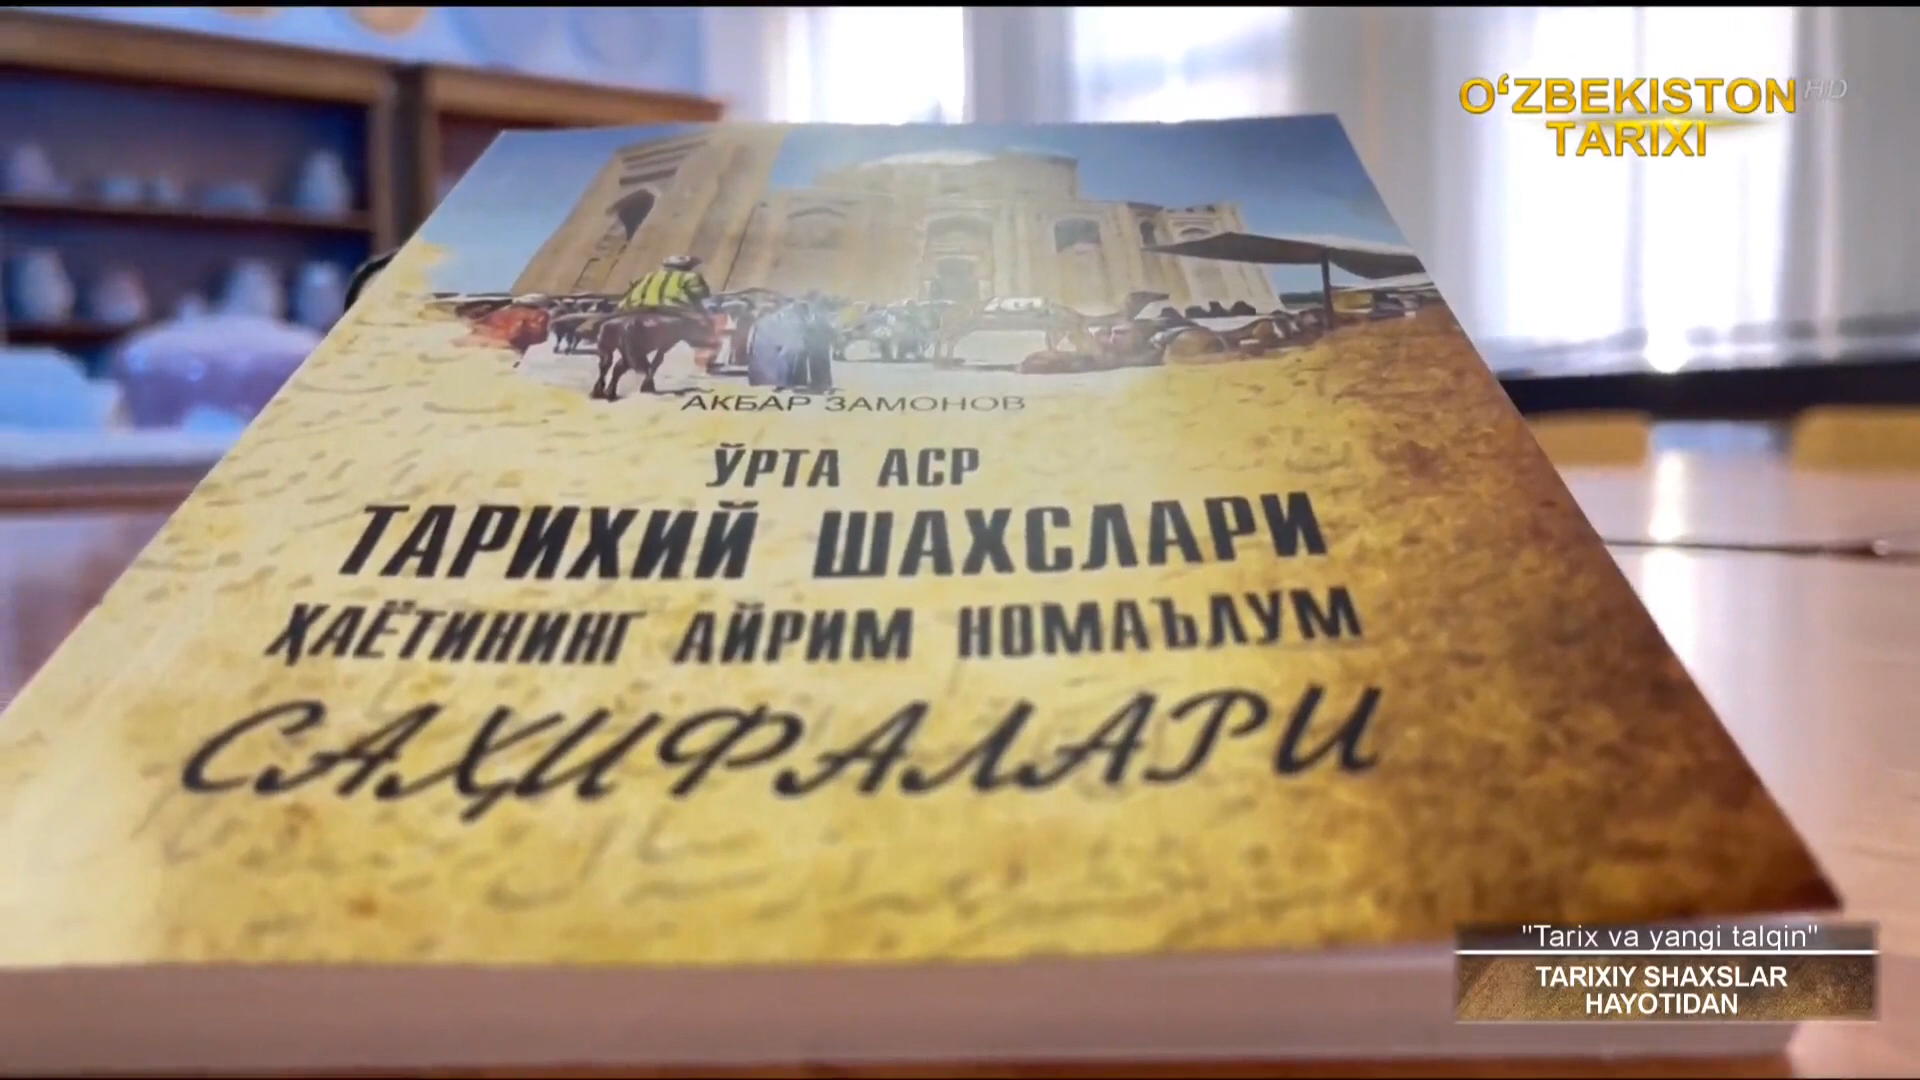 O‘ZBEKISTON HD
TARIXI
АКБАР ЗАМОНОВ
ЎРТА АСР
ТАРИХИЙ ШАХСЛАРИ
ҲАЁТИНИНГ АЙРИМ НОМАЪЛУМ
САҲИФАЛАРИ
"Tarix va yangi talqin"
TARIXIY SHAXSLAR
HAYOTIDAN